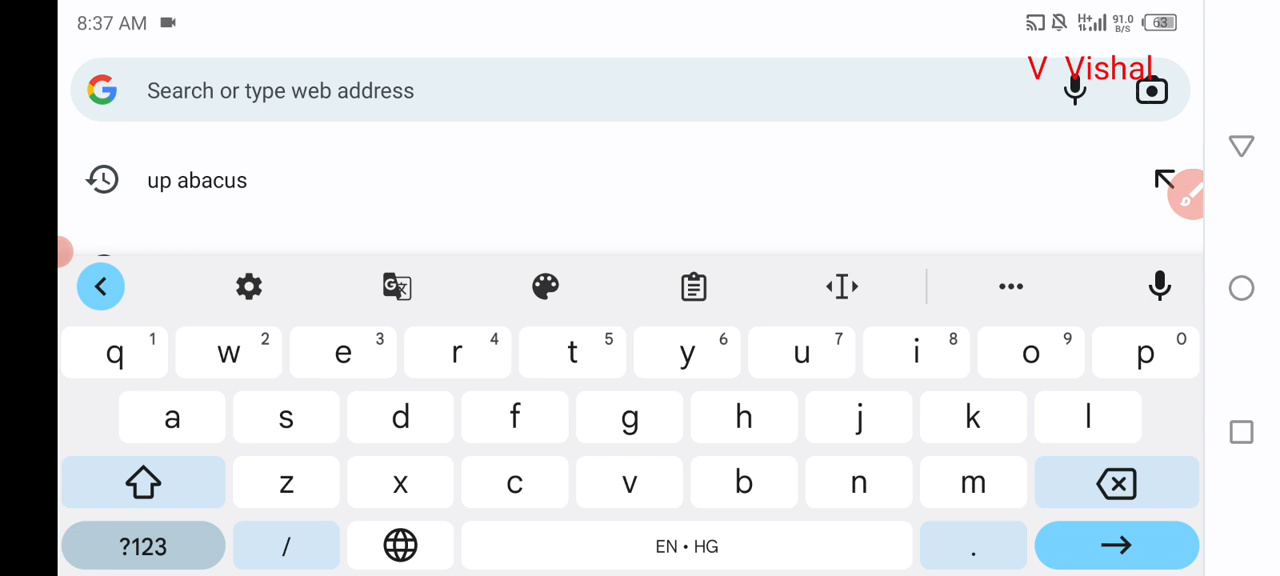 8:37 AM H+ 91.0 B/S 63
V Vishal
Search or type web address
up abacus
q 1 w 2 e 3 r 4 t 5 y 6 u 7 i 8 o 9 p 0
a s d f g h j k l
z x c v b n m
?123 / EN • HG .